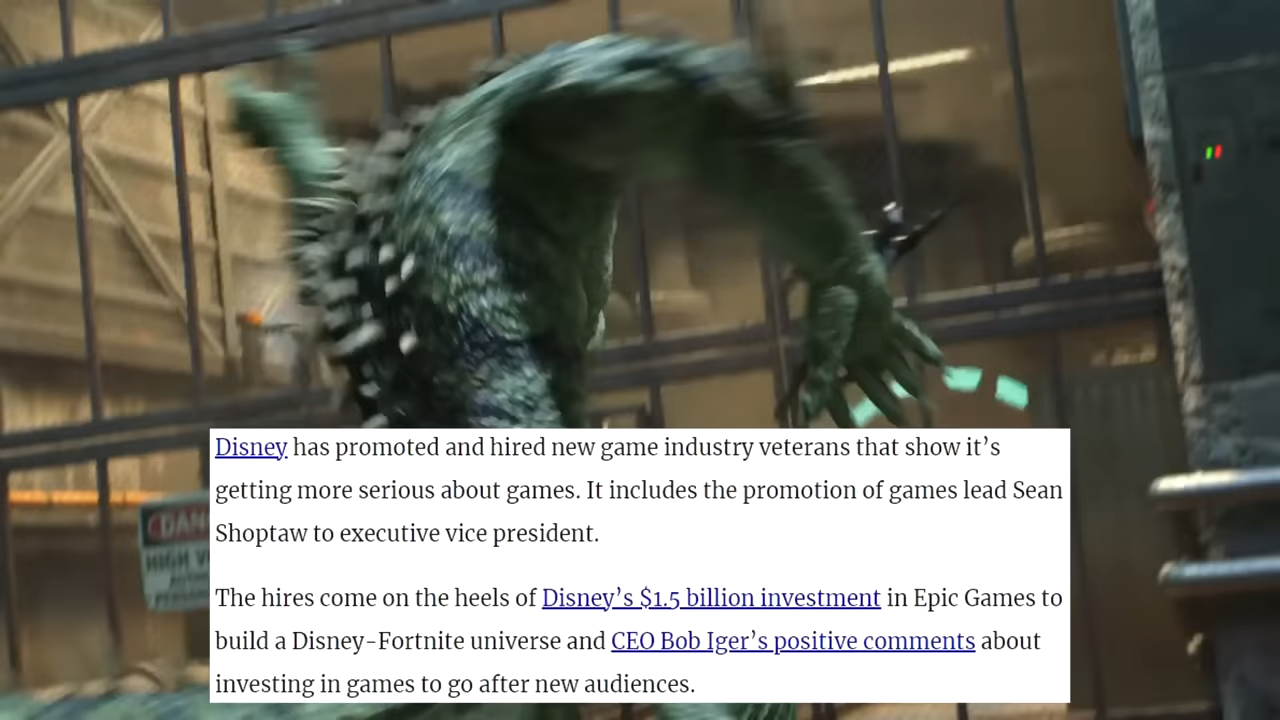 Disney has promoted and hired new game industry veterans that show it’s
getting more serious about games. It includes the promotion of games lead Sean
Shoptaw to executive vice president.
The hires come on the heels of Disney’s $1.5 billion investment in Epic Games to
build a Disney-Fortnite universe and CEO Bob Iger’s positive comments about
investing in games to go after new audiences.
DAN
HIGH V